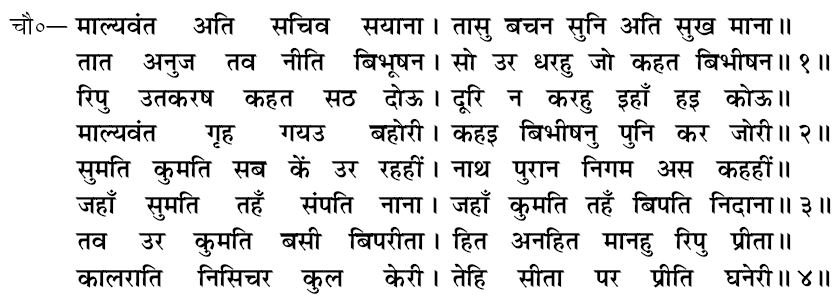 चौ०— माल्यवंत अति सचिव सयाना। तासु बचन सुनि अति सुख माना॥
तात अनुज तव नीति बिभूषन। सो उर धरहु जो कहत बिभीषन॥ १॥
रिपु उतकरष कहत सठ दोऊ। दूरि न करहु इहाँ हइ कोऊ॥
माल्यवंत गृह गयउ बहोरी। कहइ बिभीषनु पुनि कर जोरी॥ २॥
सुमति कुमति सब कें उर रहहीं। नाथ पुरान निगम अस कहहीं॥
जहाँ सुमति तहँ संपति नाना। जहाँ कुमति तहँ बिपति निदाना॥ ३॥
तव उर कुमति बसी बिपरीता। हित अनहित मानहु रिपु प्रीता॥
कालराति निसिचर कुल केरी। तेहि सीता पर प्रीति घनेरी॥ ४॥